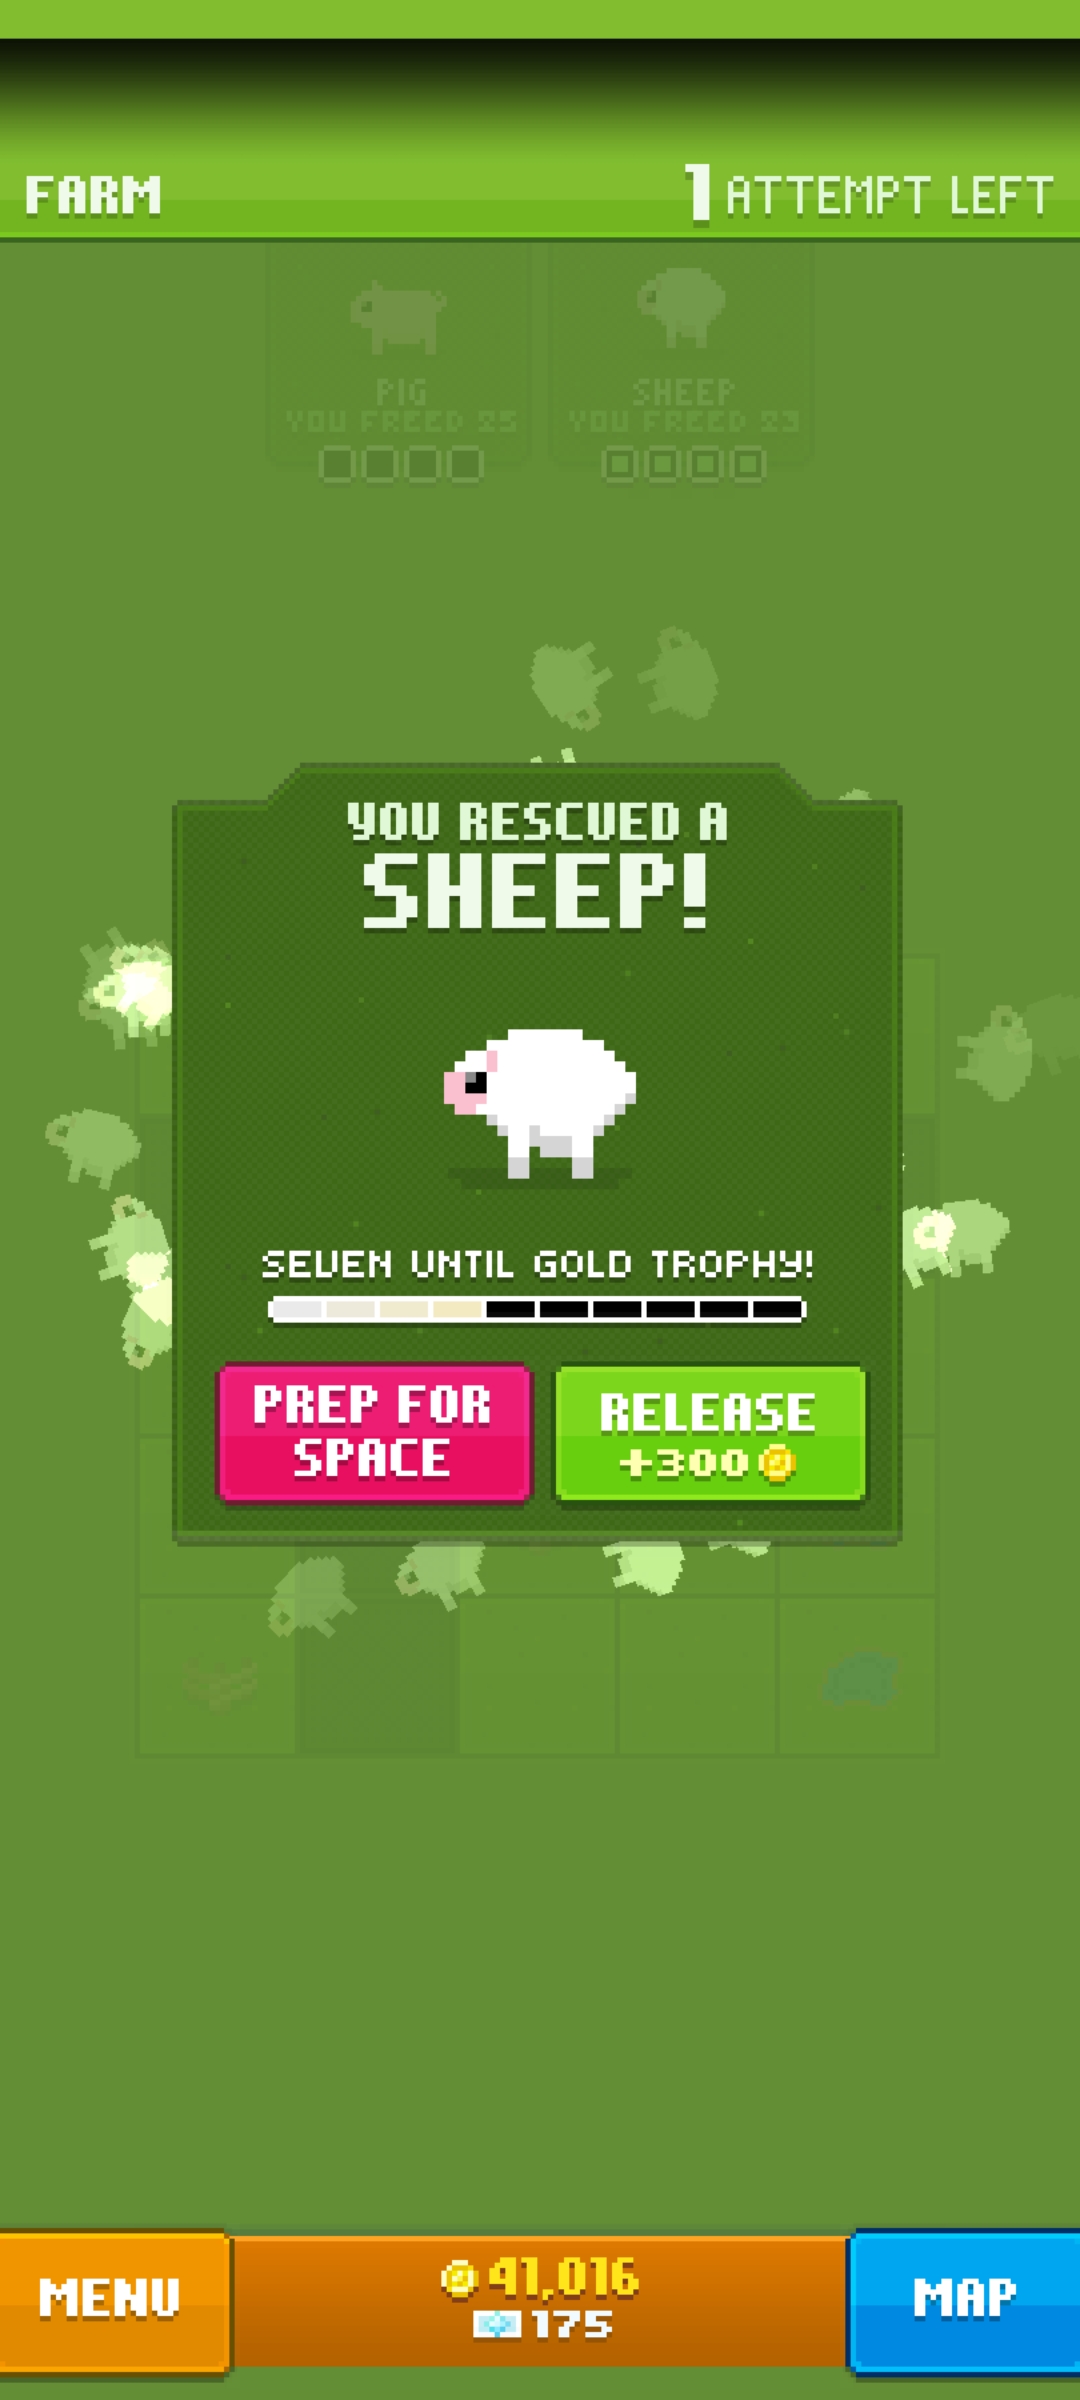 FARM
1 ATTEMPT LEFT
PIG
YOU FREED 25
SHEEP
YOU FREED 23
YOU RESCUED A
SHEEP!
SEVEN UNTIL GOLD TROPHY!
PREP FOR
SPACE
RELEASE
+300
41,016
175
MENU
MAP